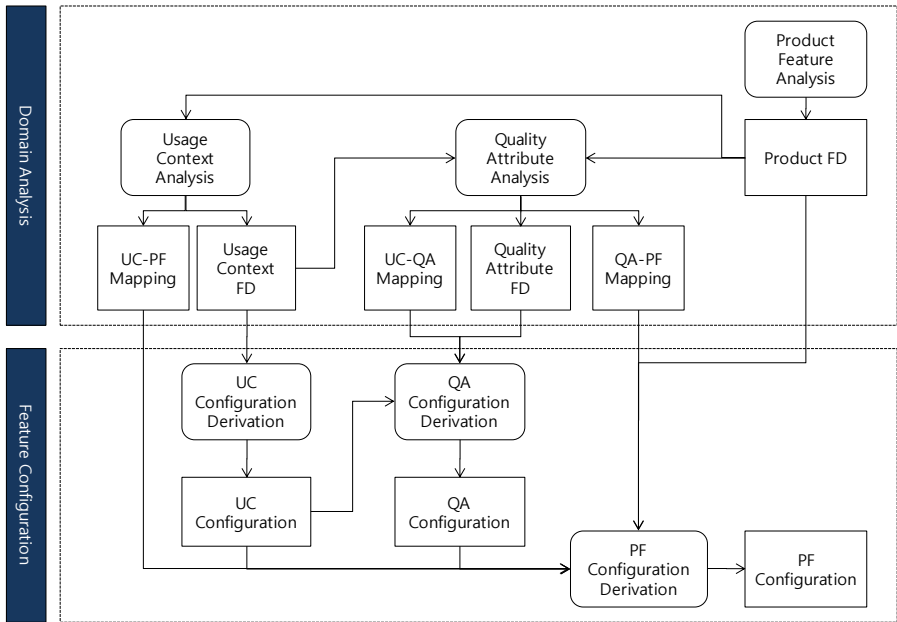 Domain Analysis
Product
Feature
Analysis
Usage
Context
Analysis
Quality
Attribute
Analysis
Product FD
UC-PF
Mapping
Usage
Context
FD
UC-QA
Mapping
Quality
Attribute
FD
QA-PF
Mapping
Feature Configuration
UC
Configuration
Derivation
QA
Configuration
Derivation
UC
Configuration
QA
Configuration
PF
Configuration
Derivation
PF
Configuration